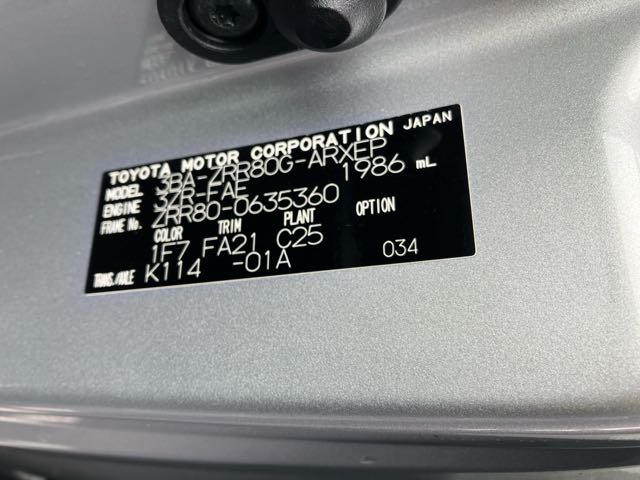 TOYOTA MOTOR CORPORATION JAPAN
MODEL 3BA-ZRR80G-ARXEP
ENGINE 3ZR-FAE 1986 mL
FRAME No. ZRR80-0635360
COLOR TRIM PLANT OPTION
1F7 FA21 C25
TRANS./AXLE K114 -01A 034